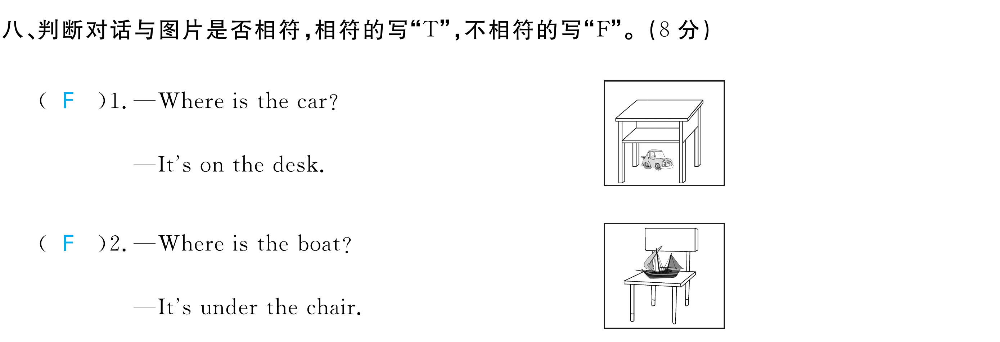 八、判断对话与图片是否相符,相符的写“T”,不相符的写“F”。(8 分)
( F )1.—Where is the car?
—It’s on the desk.
( F )2.—Where is the boat?
—It’s under the chair.